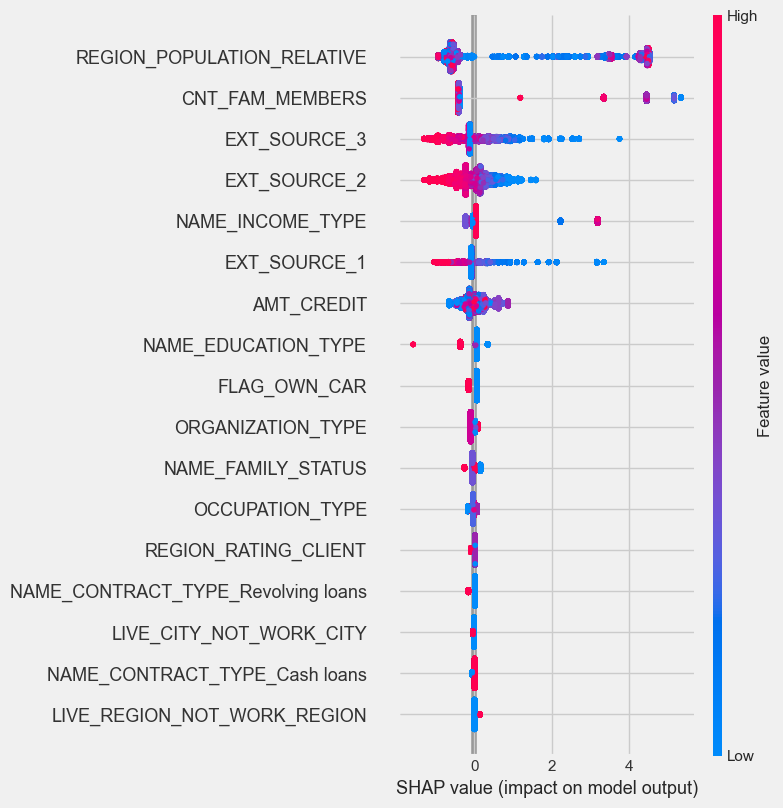 High
REGION_POPULATION_RELATIVE
CNT_FAM_MEMBERS
EXT_SOURCE_3
EXT_SOURCE_2
NAME_INCOME_TYPE
EXT_SOURCE_1
AMT_CREDIT
NAME_EDUCATION_TYPE
FLAG_OWN_CAR
ORGANIZATION_TYPE
NAME_FAMILY_STATUS
OCCUPATION_TYPE
REGION_RATING_CLIENT
NAME_CONTRACT_TYPE_Revolving loans
LIVE_CITY_NOT_WORK_CITY
NAME_CONTRACT_TYPE_Cash loans
LIVE_REGION_NOT_WORK_REGION
Feature value
Low
0 2 4
SHAP value (impact on model output)